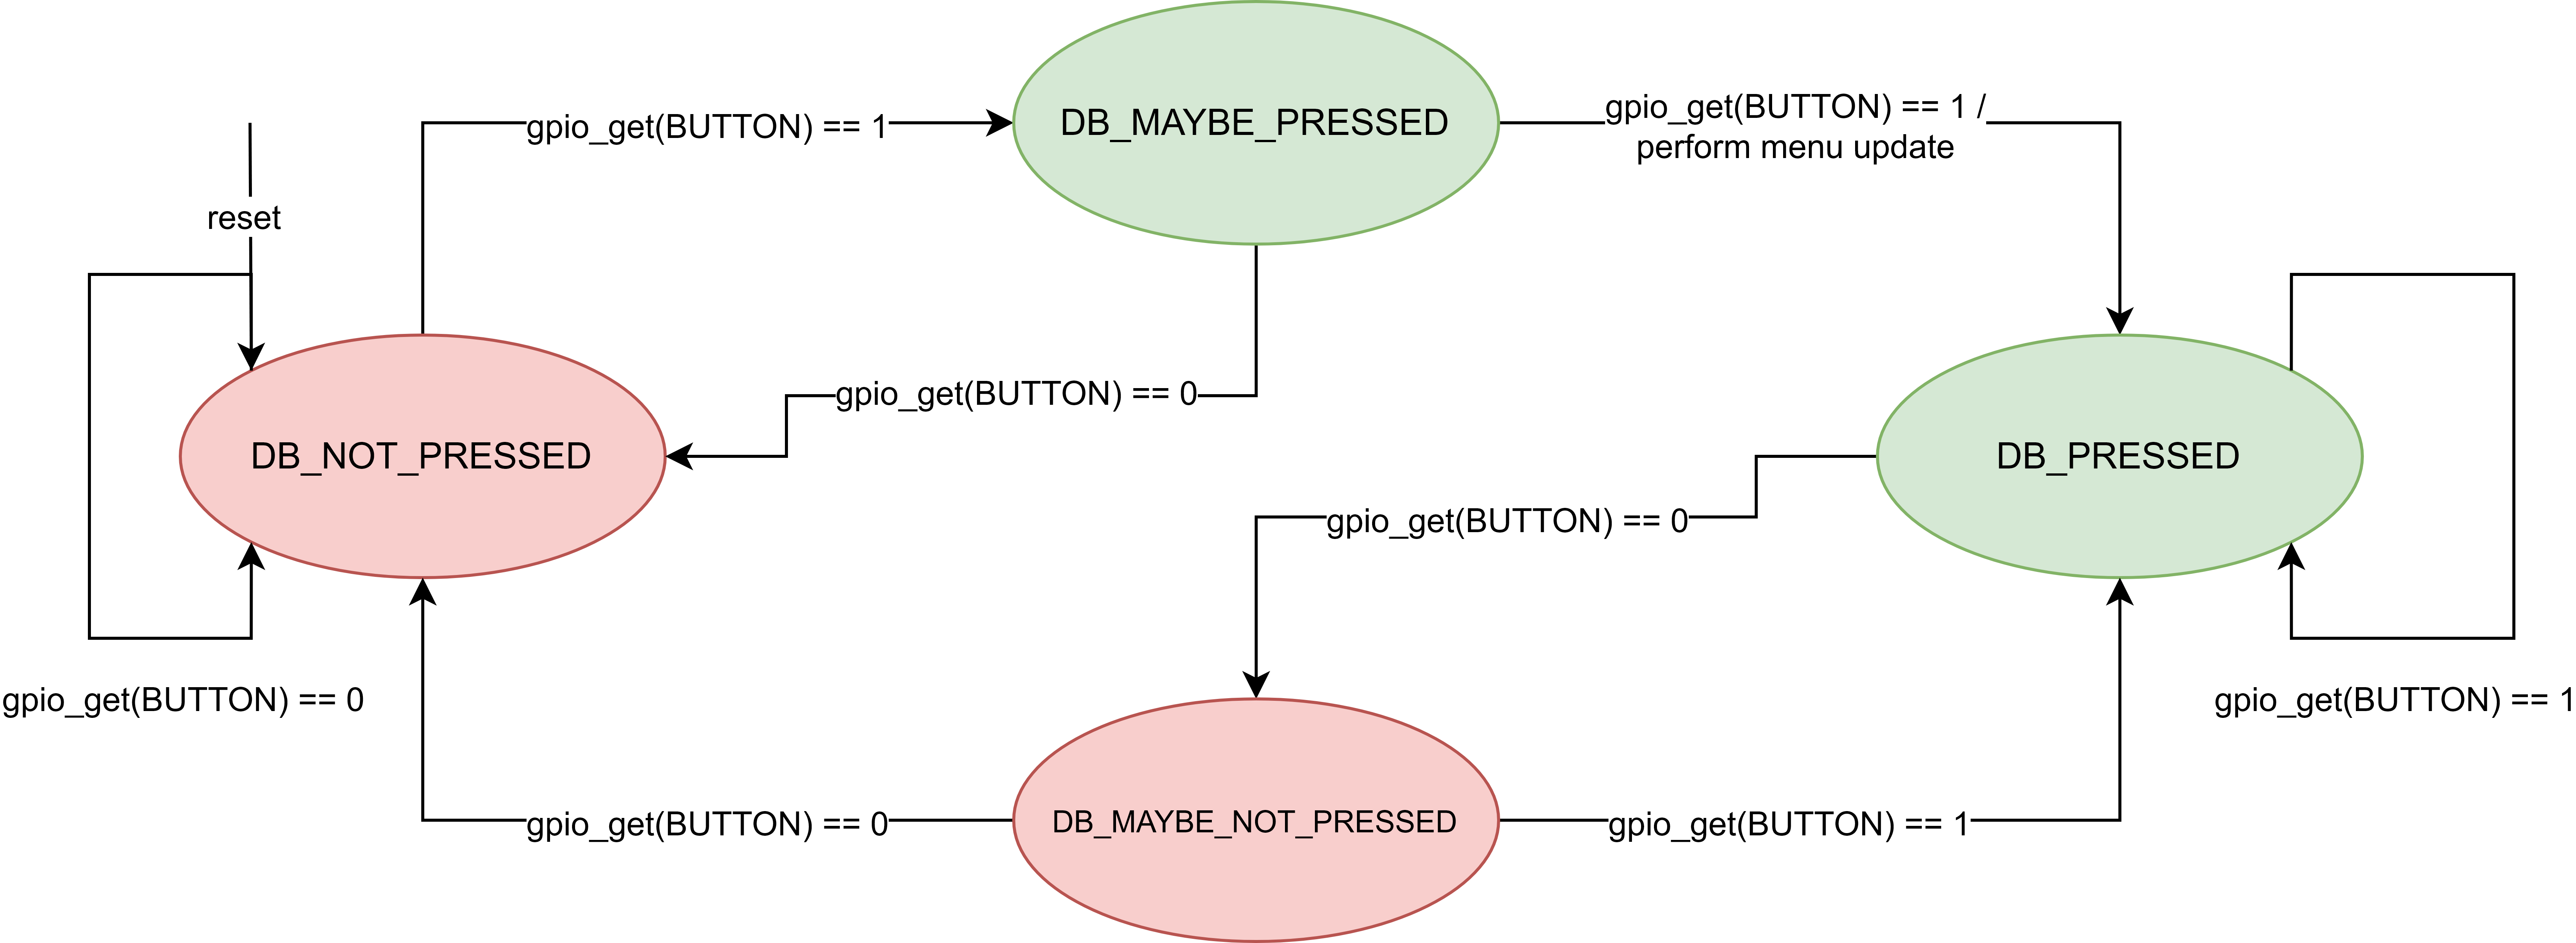 gpio_get(BUTTON) == 1
DB_MAYBE_PRESSED
gpio_get(BUTTON) == 1 /
perform menu update
reset
gpio_get(BUTTON) == 0
DB_NOT_PRESSED
DB_PRESSED
gpio_get(BUTTON) == 0
gpio_get(BUTTON) == 0
gpio_get(BUTTON) == 1
gpio_get(BUTTON) == 0
DB_MAYBE_NOT_PRESSED
gpio_get(BUTTON) == 1